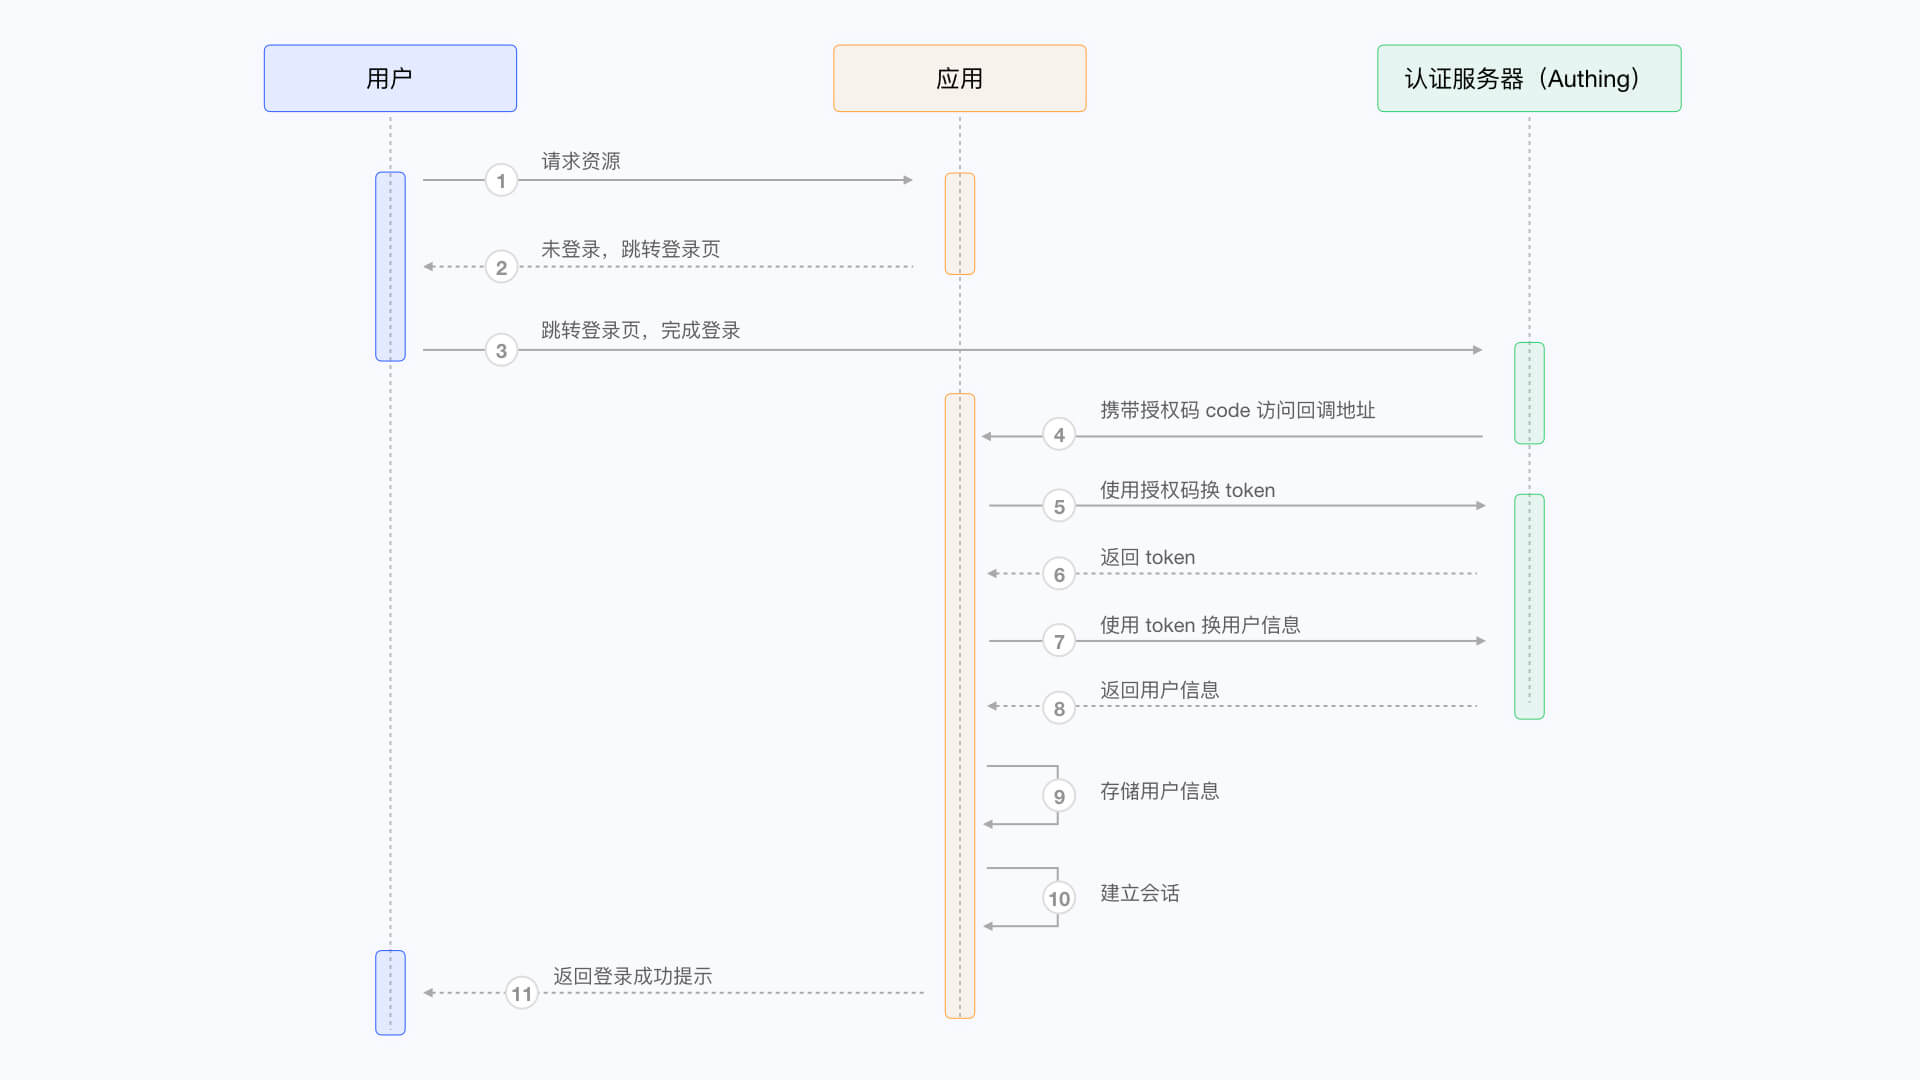 用户
应用
认证服务器（Authing）
1
请求资源
2
未登录，跳转登录页
3
跳转登录页，完成登录
4
携带授权码 code 访问回调地址
5
使用授权码换 token
6
返回 token
7
使用 token 换用户信息
8
返回用户信息
9
存储用户信息
10
建立会话
11
返回登录成功提示